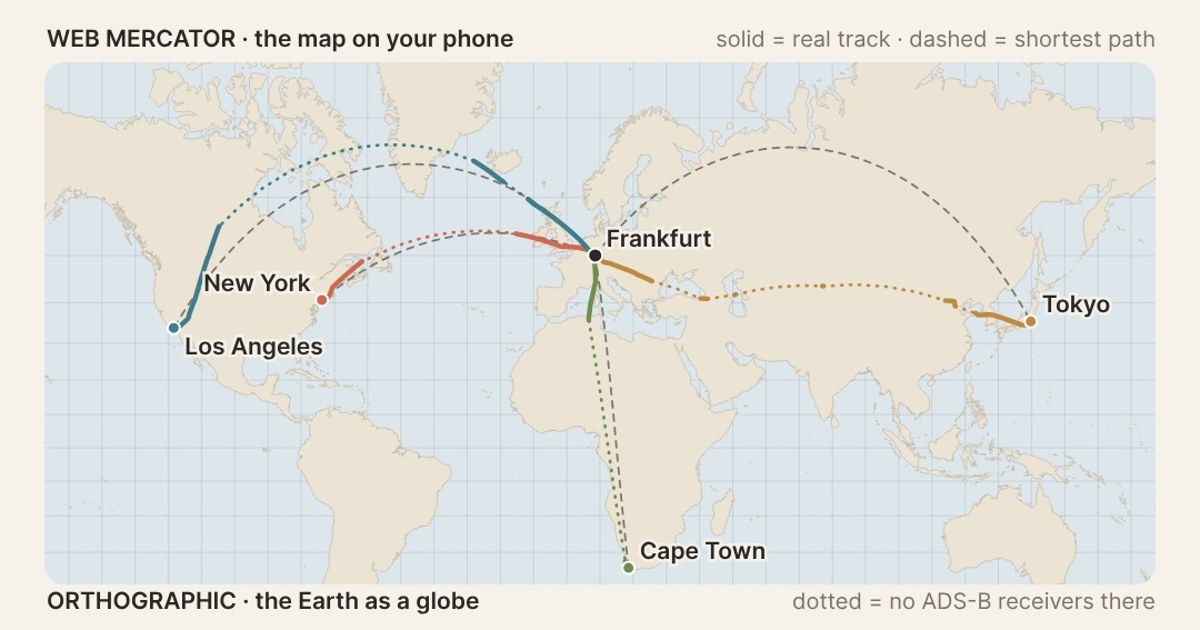 WEB MERCATOR · the map on your phone
solid = real track · dashed = shortest path
Frankfurt
New York
Tokyo
Los Angeles
Cape Town
ORTHOGRAPHIC · the Earth as a globe
dotted = no ADS-B receivers there